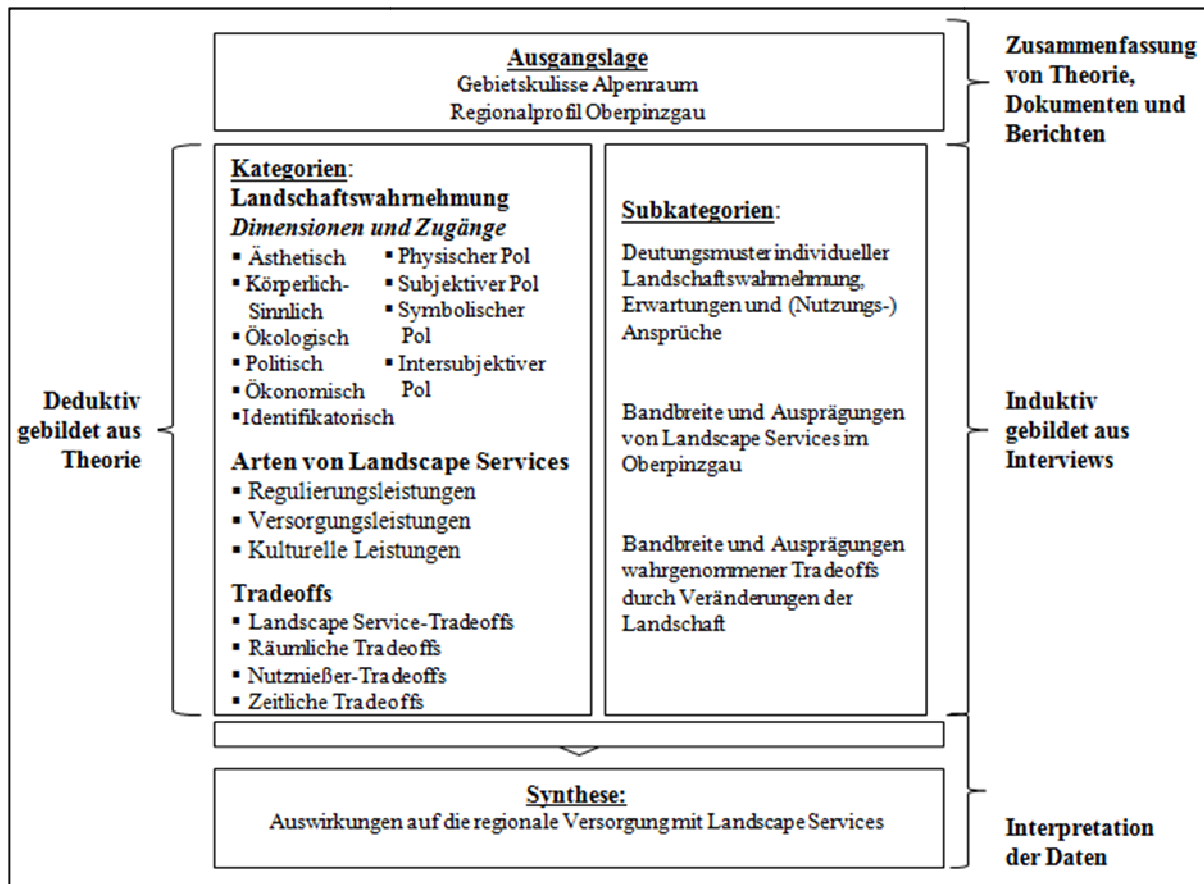 Ausgangslage
Gebietskulisse Alpenraum
Regionalprofil Oberpinzgau
Zusammenfassung
von Theorie,
Dokumenten und
Berichten
Deduktiv
gebildet aus
Theorie
Kategorien:
Landschaftswahrnehmung
Dimensionen und Zugänge
▪ Ästhetisch
▪ Körperlich-
Sinnlich
▪ Ökologisch
▪ Politisch
▪ Ökonomisch
▪ Identifikatorisch
▪ Physischer Pol
▪ Subjektiver Pol
▪ Symbolischer
Pol
▪ Intersubjektiver
Pol
Arten von Landscape Services
▪ Regulierungsleistungen
▪ Versorgungsleistungen
▪ Kulturelle Leistungen
Tradeoffs
▪ Landscape Service-Tradeoffs
▪ Räumliche Tradeoffs
▪ Nutznießer-Tradeoffs
▪ Zeitliche Tradeoffs
Subkategorien:
Deutungsmuster individueller
Landschaftswahrnehmung,
Erwartungen und (Nutzungs-)
Ansprüche
Bandbreite und Ausprägungen
von Landscape Services im
Oberpinzgau
Bandbreite und Ausprägungen
wahrgenommener Tradeoffs
durch Veränderungen der
Landschaft
Induktiv
gebildet aus
Interviews
Synthese:
Auswirkungen auf die regionale Versorgung mit Landscape Services
Interpretation
der Daten